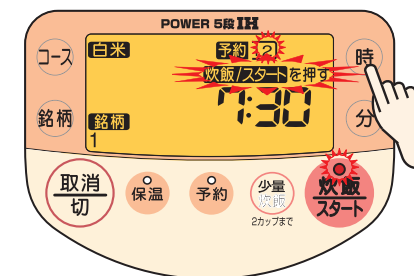 POWER 5段 IH
コース
白米
予約 2
時
炊飯/スタートを押す
7:30
銘柄
銘柄
1
分
取消
切
保温
予約
少量
炊飯
2カップまで
炊飯
スタート